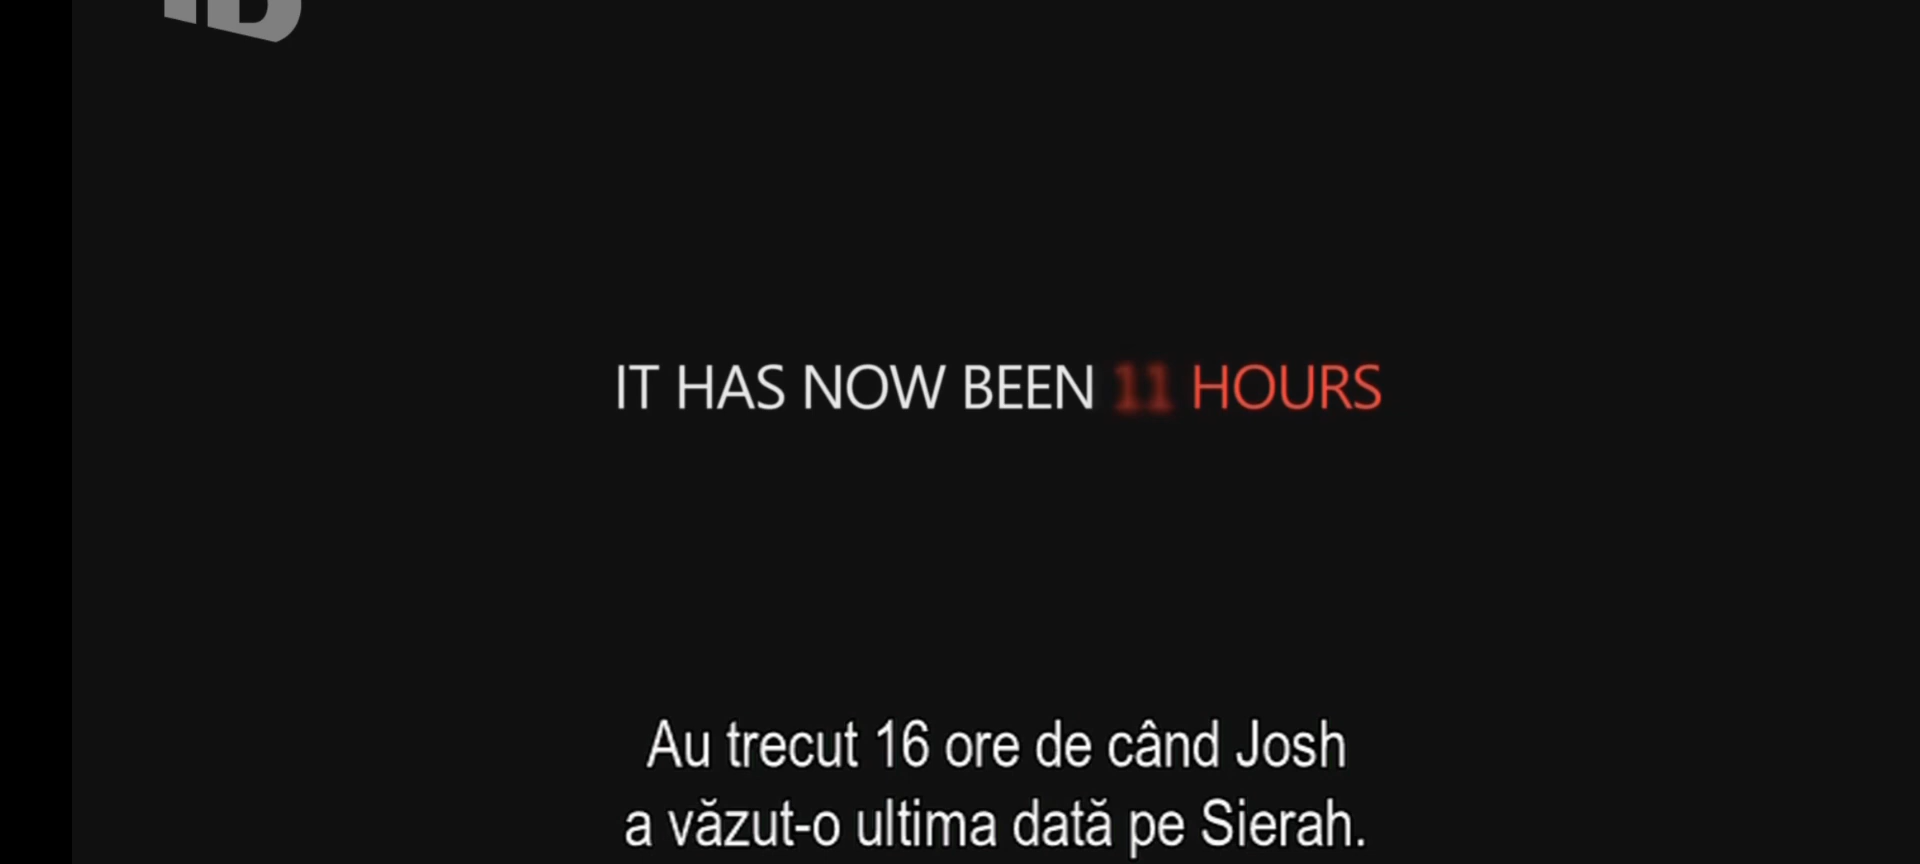 IT HAS NOW BEEN 11 HOURS
Au trecut 16 ore de când Josh
a văzut-o ultima dată pe Sierah.